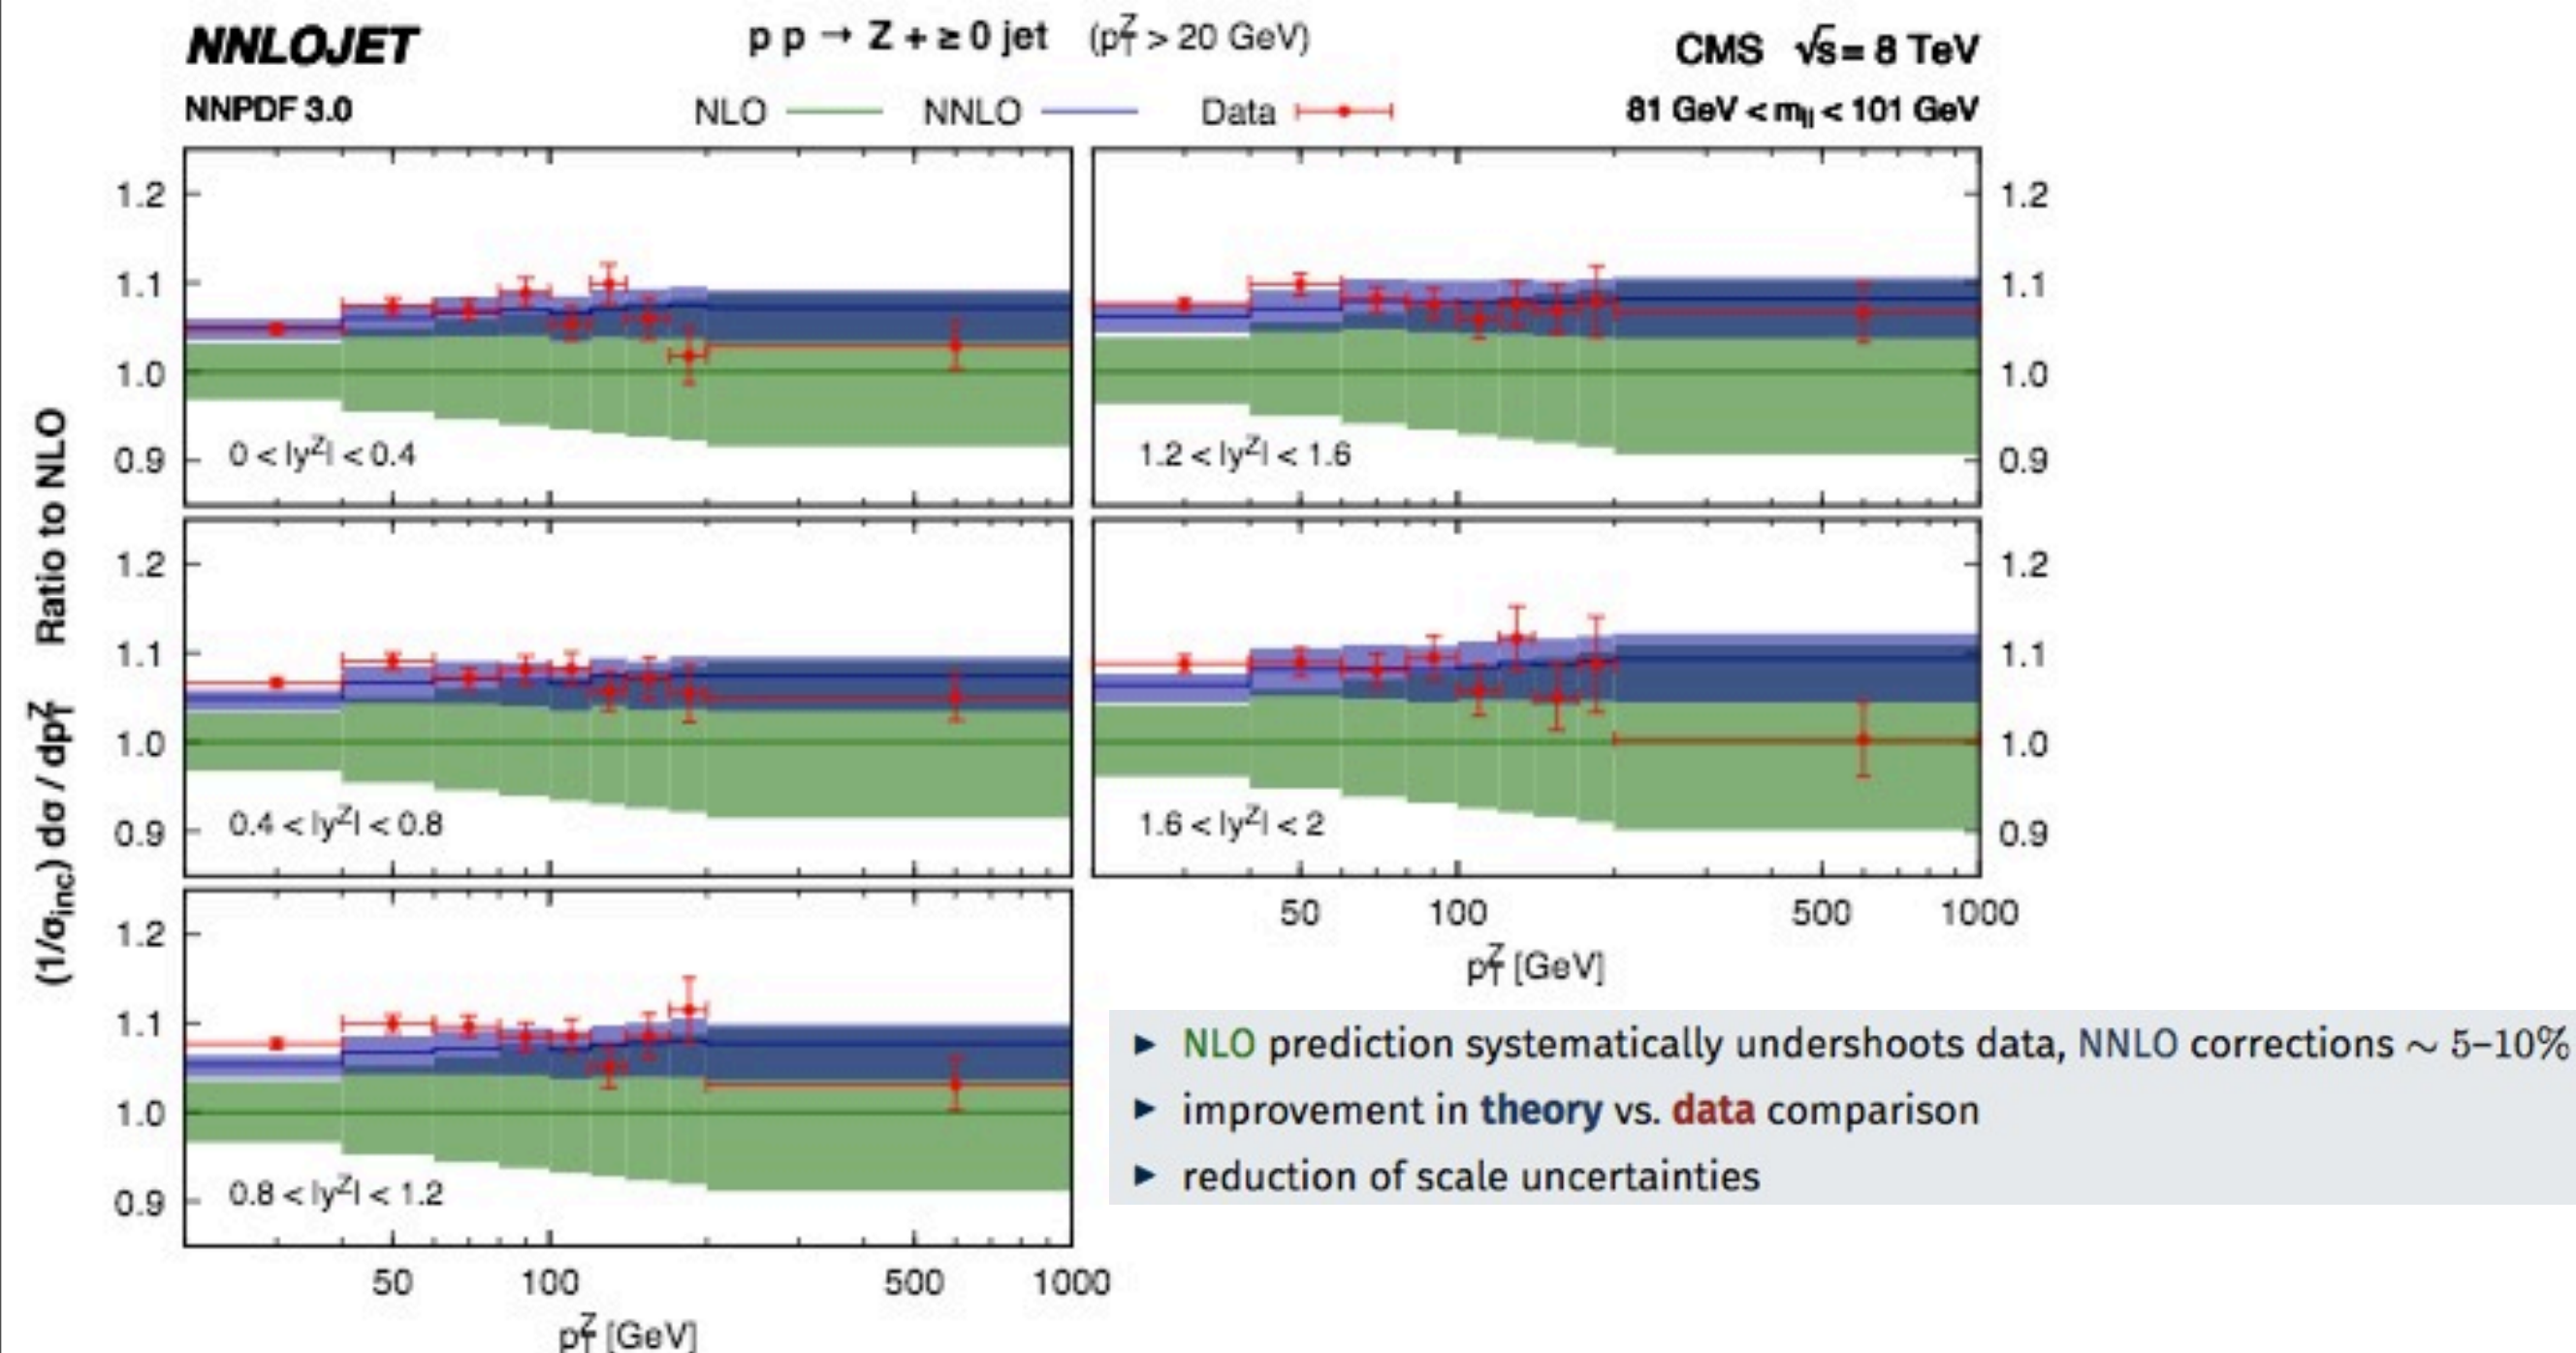 NNLOJET
p p → Z + ≥ 0 jet (p_T^Z > 20 GeV)
CMS √s = 8 TeV
NNPDF 3.0
NLO NNLO Data
81 GeV < m_ll < 101 GeV
(1/σ_inc.) dσ / dp_T^Z Ratio to NLO
1.2
1.1
1.0
0.9
0 < |y^Z| < 0.4
1.2
1.1
1.0
0.9
1.2 < |y^Z| < 1.6
1.2
1.1
1.0
0.9
0.4 < |y^Z| < 0.8
1.2
1.1
1.0
0.9
1.6 < |y^Z| < 2
50 100 500 1000
p_T^Z [GeV]
1.2
1.1
1.0
0.9
0.8 < |y^Z| < 1.2
50 100 500 1000
p_T^Z [GeV]
► NLO prediction systematically undershoots data, NNLO corrections ∼ 5–10%
► improvement in theory vs. data comparison
► reduction of scale uncertainties